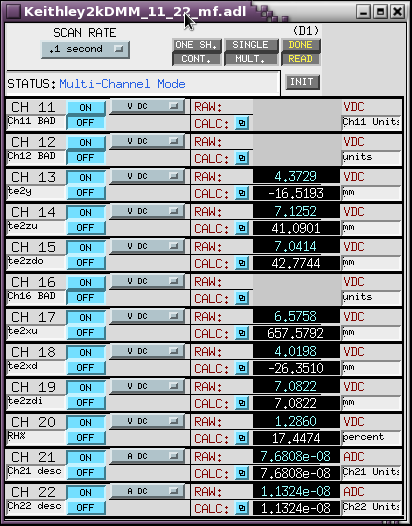 Keithley2kDMM_11_22_mf.adl
SCAN RATE (D1)
.1 second ONE SH. SINGLE DONE
CONT. MULT. READ
STATUS: Multi-Channel Mode INIT
CH 11 ON V DC RAW: VDC
Ch11 BAD OFF CALC: Ch11 Units
CH 12 ON V DC RAW: VDC
Ch12 BAD OFF CALC: units
CH 13 ON V DC RAW: 4.3729 VDC
te2y OFF CALC: -16.5193 mm
CH 14 ON V DC RAW: 7.1252 VDC
te2zu OFF CALC: 41.0901 mm
CH 15 ON V DC RAW: 7.0414 VDC
te2zdo OFF CALC: 42.7744 mm
CH 16 ON V DC RAW: VDC
Ch16 BAD OFF CALC: units
CH 17 ON V DC RAW: 6.5758 VDC
te2xu OFF CALC: 657.5792 mm
CH 18 ON V DC RAW: 4.0198 VDC
te2xd OFF CALC: -26.3510 mm
CH 19 ON V DC RAW: 7.0822 VDC
te2zdi OFF CALC: 7.0822 mm
CH 20 ON V DC RAW: 1.2860 VDC
RH% OFF CALC: 17.4474 percent
CH 21 ON A DC RAW: 7.6808e-08 ADC
Ch21 desc OFF CALC: 7.6808e-08 Ch21 Units
CH 22 ON A DC RAW: 1.1324e-08 ADC
Ch22 desc OFF CALC: 1.1324e-08 Ch22 Units